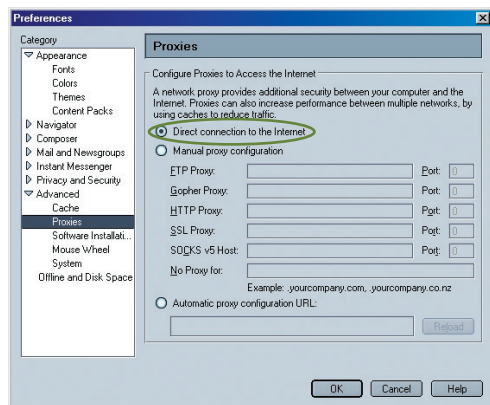 Preferences
Category
Appearance
Fonts
Colors
Themes
Content Packs
Navigator
Composer
Mail and Newsgroups
Instant Messenger
Privacy and Security
Advanced
Cache
Proxies
Software Installati...
Mouse Wheel
System
Offline and Disk Space
Proxies
Configure Proxies to Access the Internet
A network proxy provides additional security between your computer and the
Internet. Proxies can also increase performance between multiple networks, by
using caches to reduce traffic.
Direct connection to the Internet
Manual proxy configuration
FTP Proxy: Port: 0
Gopher Proxy: Port: 0
HTTP Proxy: Port: 0
SSL Proxy: Port: 0
SOCKS v5 Host: Port: 0
No Proxy for:
Example: .yourcompany.com, .yourcompany.co.nz
Automatic proxy configuration URL:
Reload
OK Cancel Help